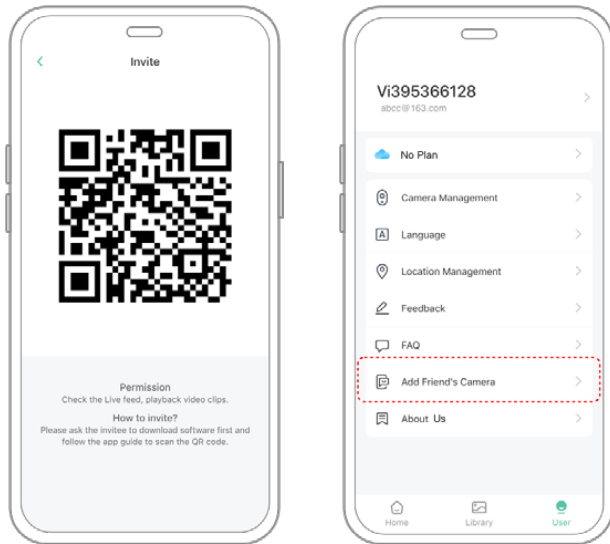 Invite
Permission
Check the Live feed, playback video clips.
How to invite?
Please ask the invitee to download software first and
follow the app guide to scan the QR code.
Vi395366128
abcc@163.com
No Plan
Camera Management
A Language
Location Management
Feedback
FAQ
Add Friend's Camera
About Us
Home
Library
User